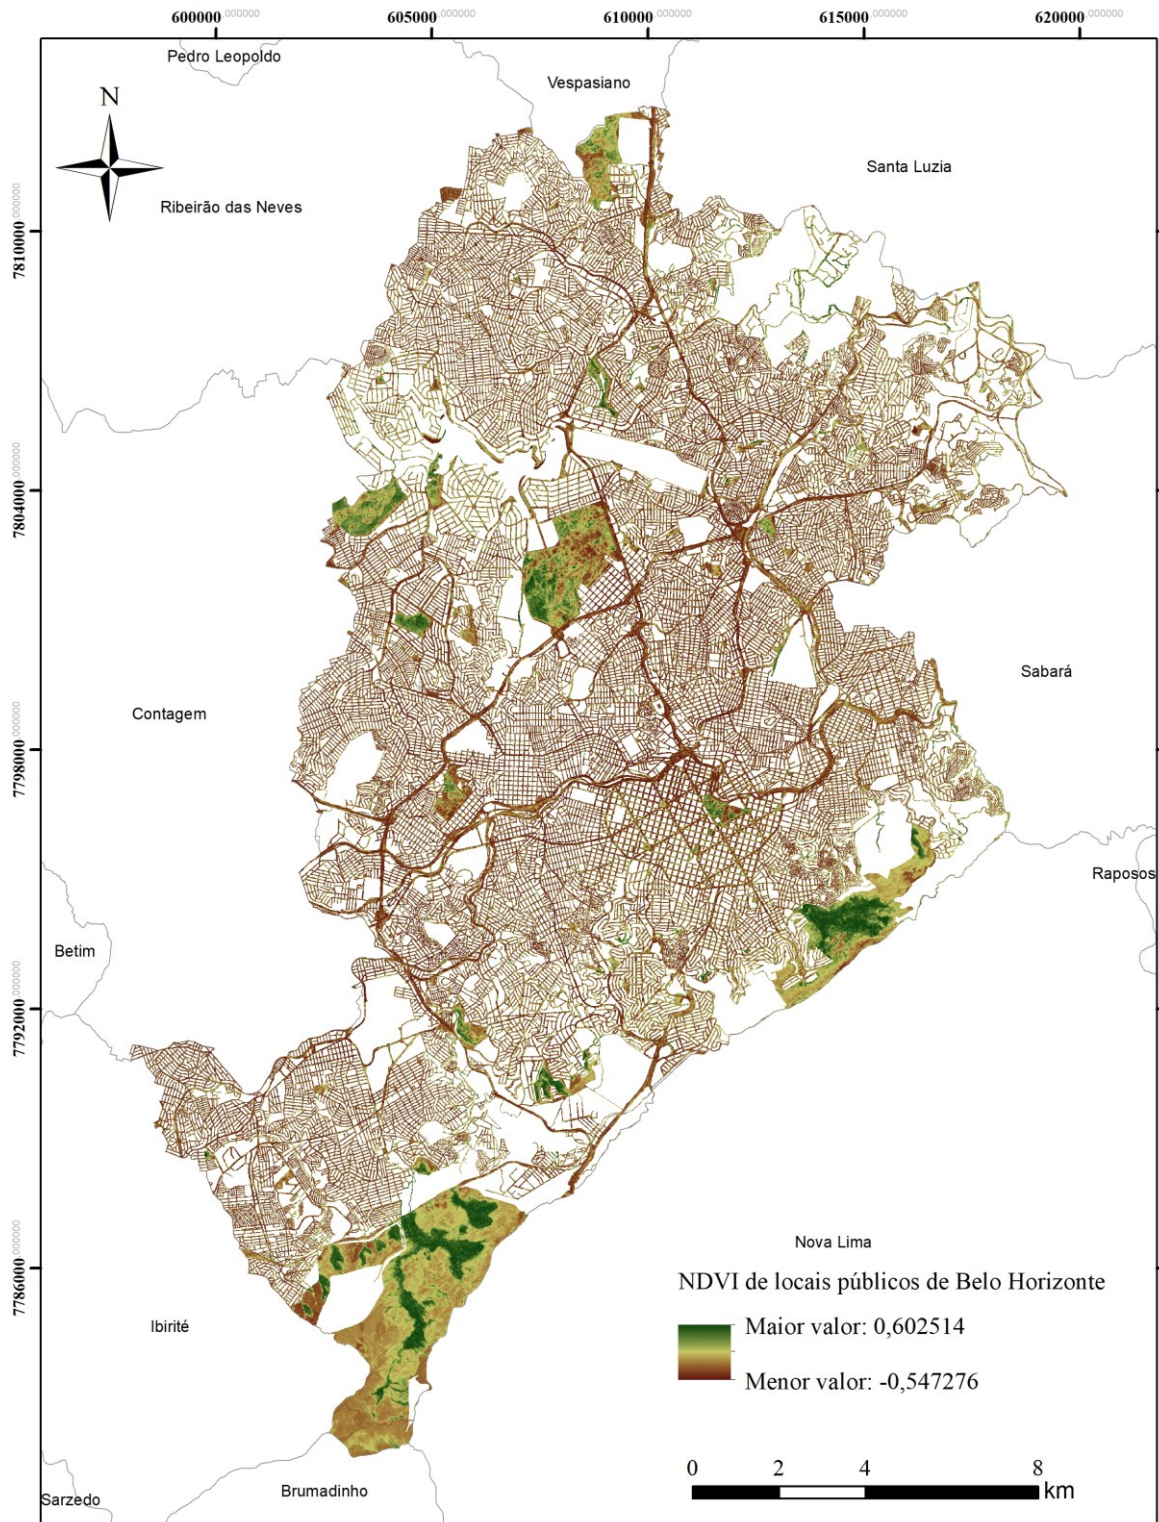 600000,000000 605000,000000 610000,000000 615000,000000 620000,000000
Pedro Leopoldo
Vespasiano
N
Santa Luzia
Ribeirão das Neves
7810000,000000
7804000,000000
Sabará
Contagem
7798000,000000
Raposos
Betim
7792000,000000
Nova Lima
7786000,000000
NDVI de locais públicos de Belo Horizonte
Ibirité
Maior valor: 0,602514
Menor valor: -0,547276
0 2 4 8
km
Brumadinho
Sarzedo